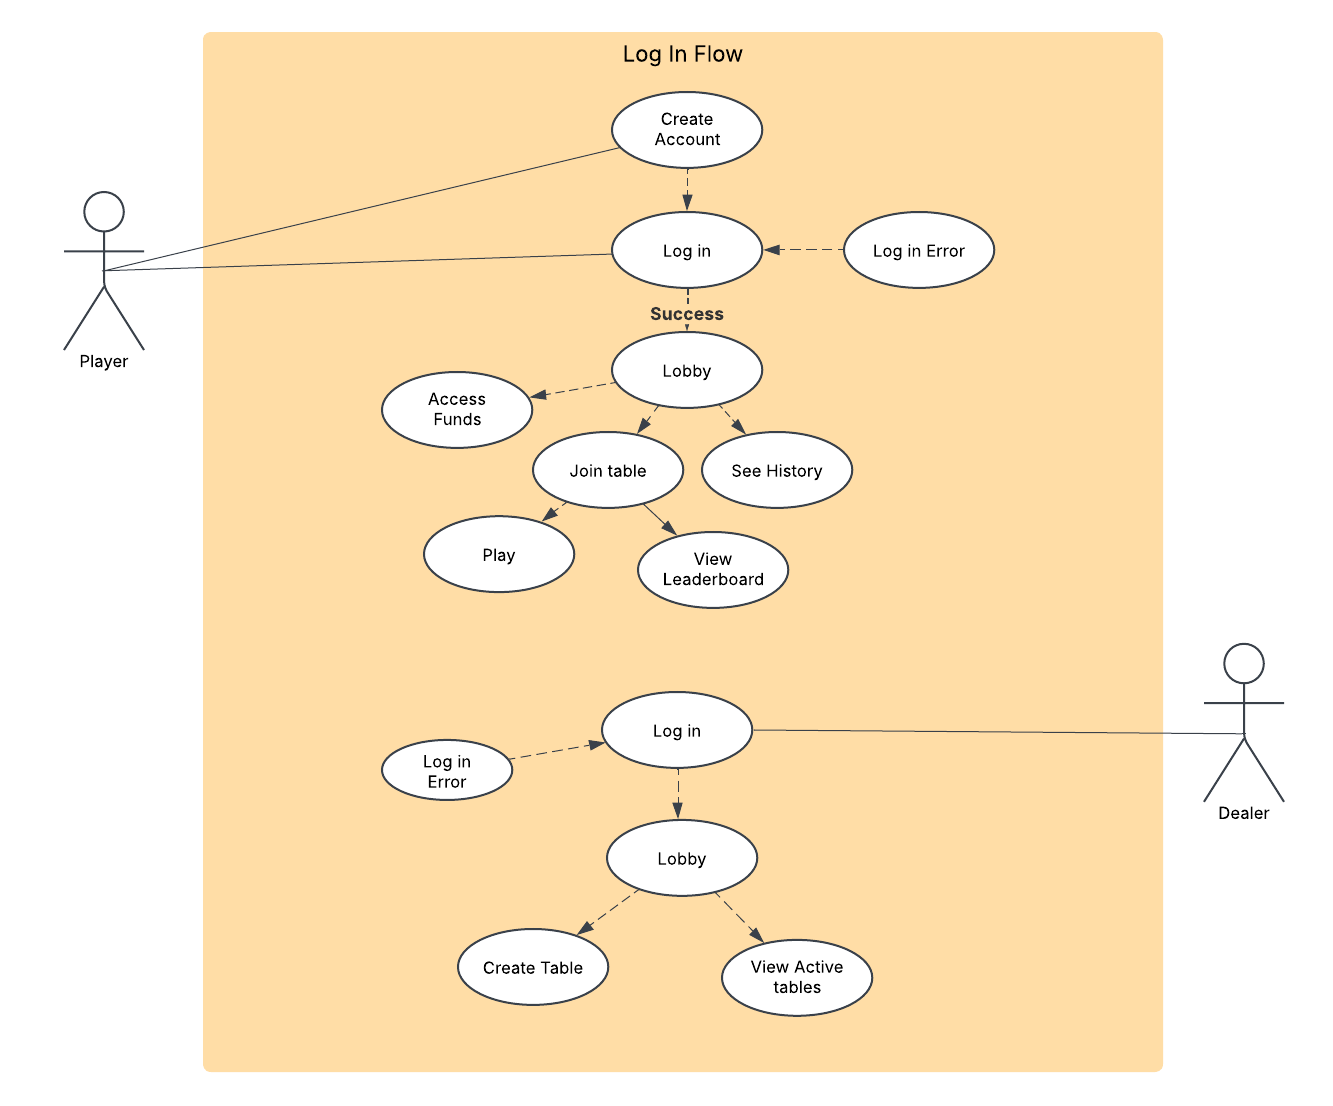 Log In Flow
Create
Account
Log in
Log in Error
Success
Player
Lobby
Access
Funds
Join table
See History
Play
View
Leaderboard
Log in
Log in
Error
Dealer
Lobby
Create Table
View Active
tables